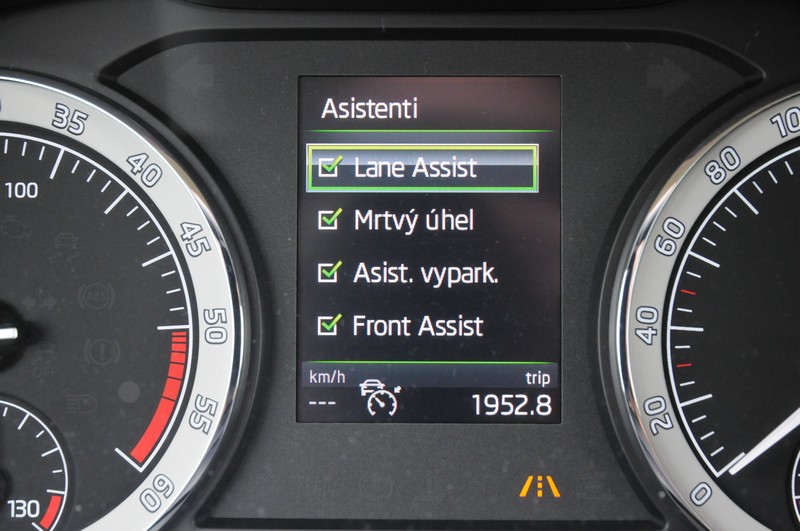 Asistenti
Lane Assist
Mrtvý úhel
Asist. vypark.
Front Assist
km/h trip
--- 1952.8
35
40
45
50
55
60
100
130
100
80
60
40
20
0